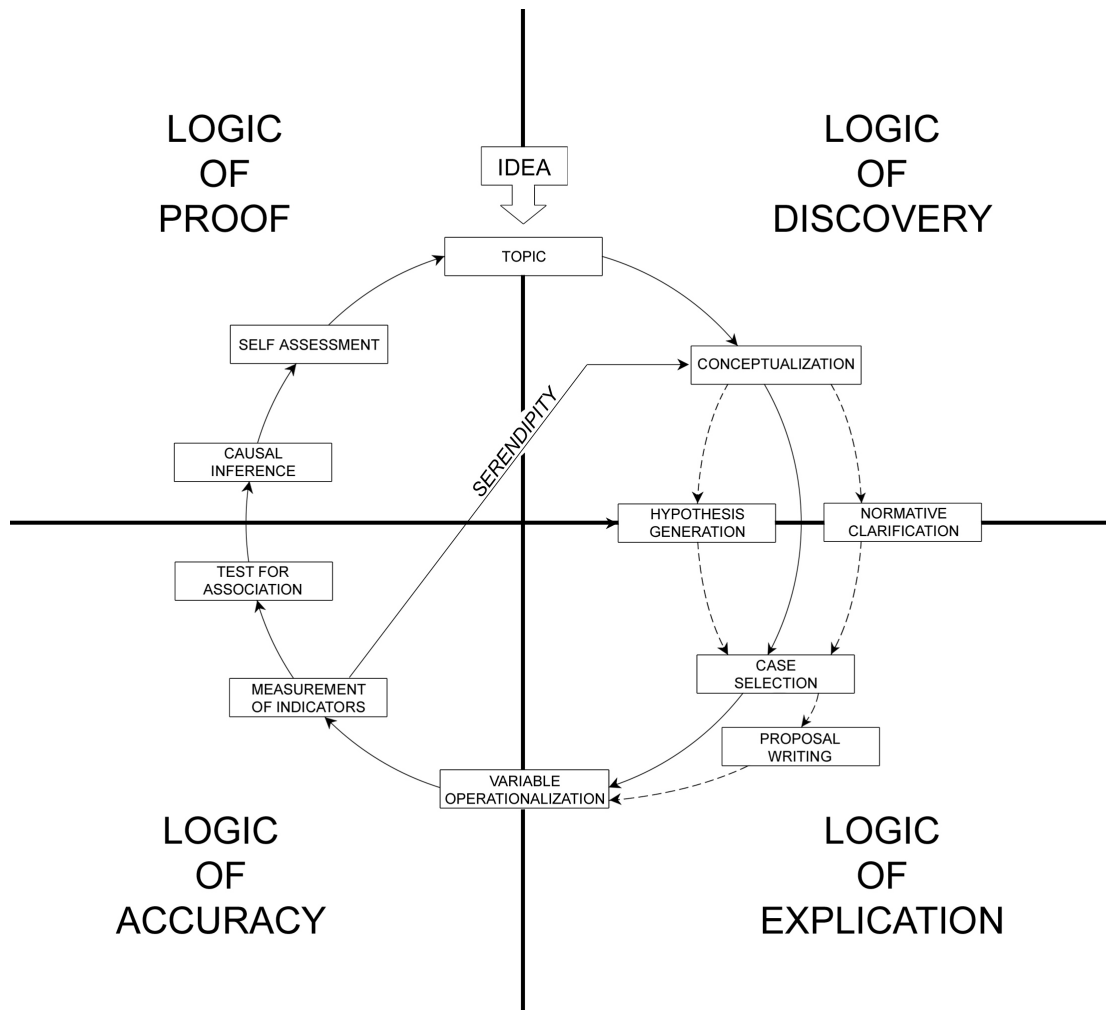 LOGIC
OF
PROOF
LOGIC
OF
DISCOVERY
IDEA
TOPIC
SELF ASSESSMENT
CONCEPTUALIZATION
SERENDIPITY
CAUSAL
INFERENCE
HYPOTHESIS
GENERATION
NORMATIVE
CLARIFICATION
TEST FOR
ASSOCIATION
CASE
SELECTION
MEASUREMENT
OF INDICATORS
PROPOSAL
WRITING
VARIABLE
OPERATIONALIZATION
LOGIC
OF
ACCURACY
LOGIC
OF
EXPLICATION